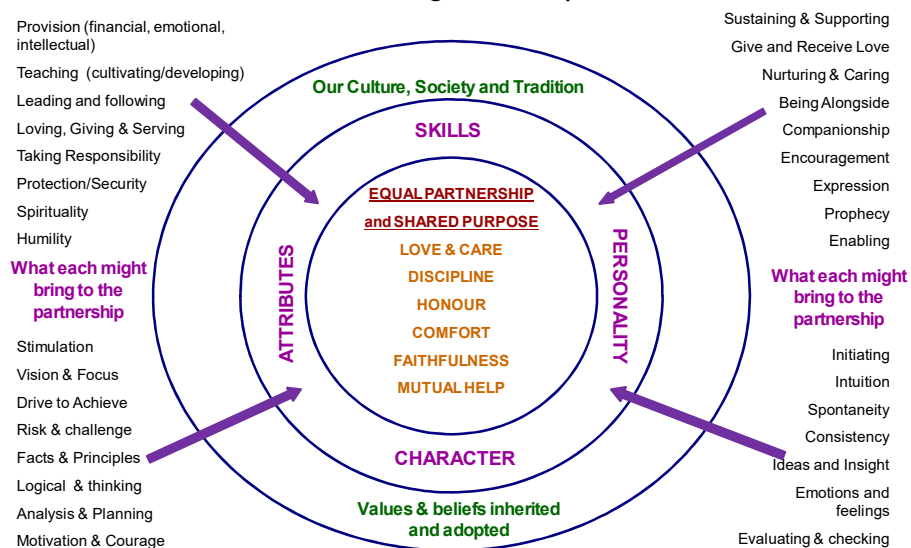 Provision (financial, emotional,
intellectual)
Teaching (cultivating/developing)
Leading and following
Loving, Giving & Serving
Taking Responsibility
Protection/Security
Spirituality
Humility
What each might
bring to the
partnership
Stimulation
Vision & Focus
Drive to Achieve
Risk & challenge
Facts & Principles
Logical & thinking
Analysis & Planning
Motivation & Courage
Our Culture, Society and Tradition
SKILLS
ATTRIBUTES
EQUAL PARTNERSHIP
and SHARED PURPOSE
LOVE & CARE
DISCIPLINE
HONOUR
COMFORT
FAITHFULNESS
MUTUAL HELP
PERSONALITY
CHARACTER
Values & beliefs inherited
and adopted
Sustaining & Supporting
Give and Receive Love
Nurturing & Caring
Being Alongside
Companionship
Encouragement
Expression
Prophecy
Enabling
What each might
bring to the
partnership
Initiating
Intuition
Spontaneity
Consistency
Ideas and Insight
Emotions and
feelings
Evaluating & checking